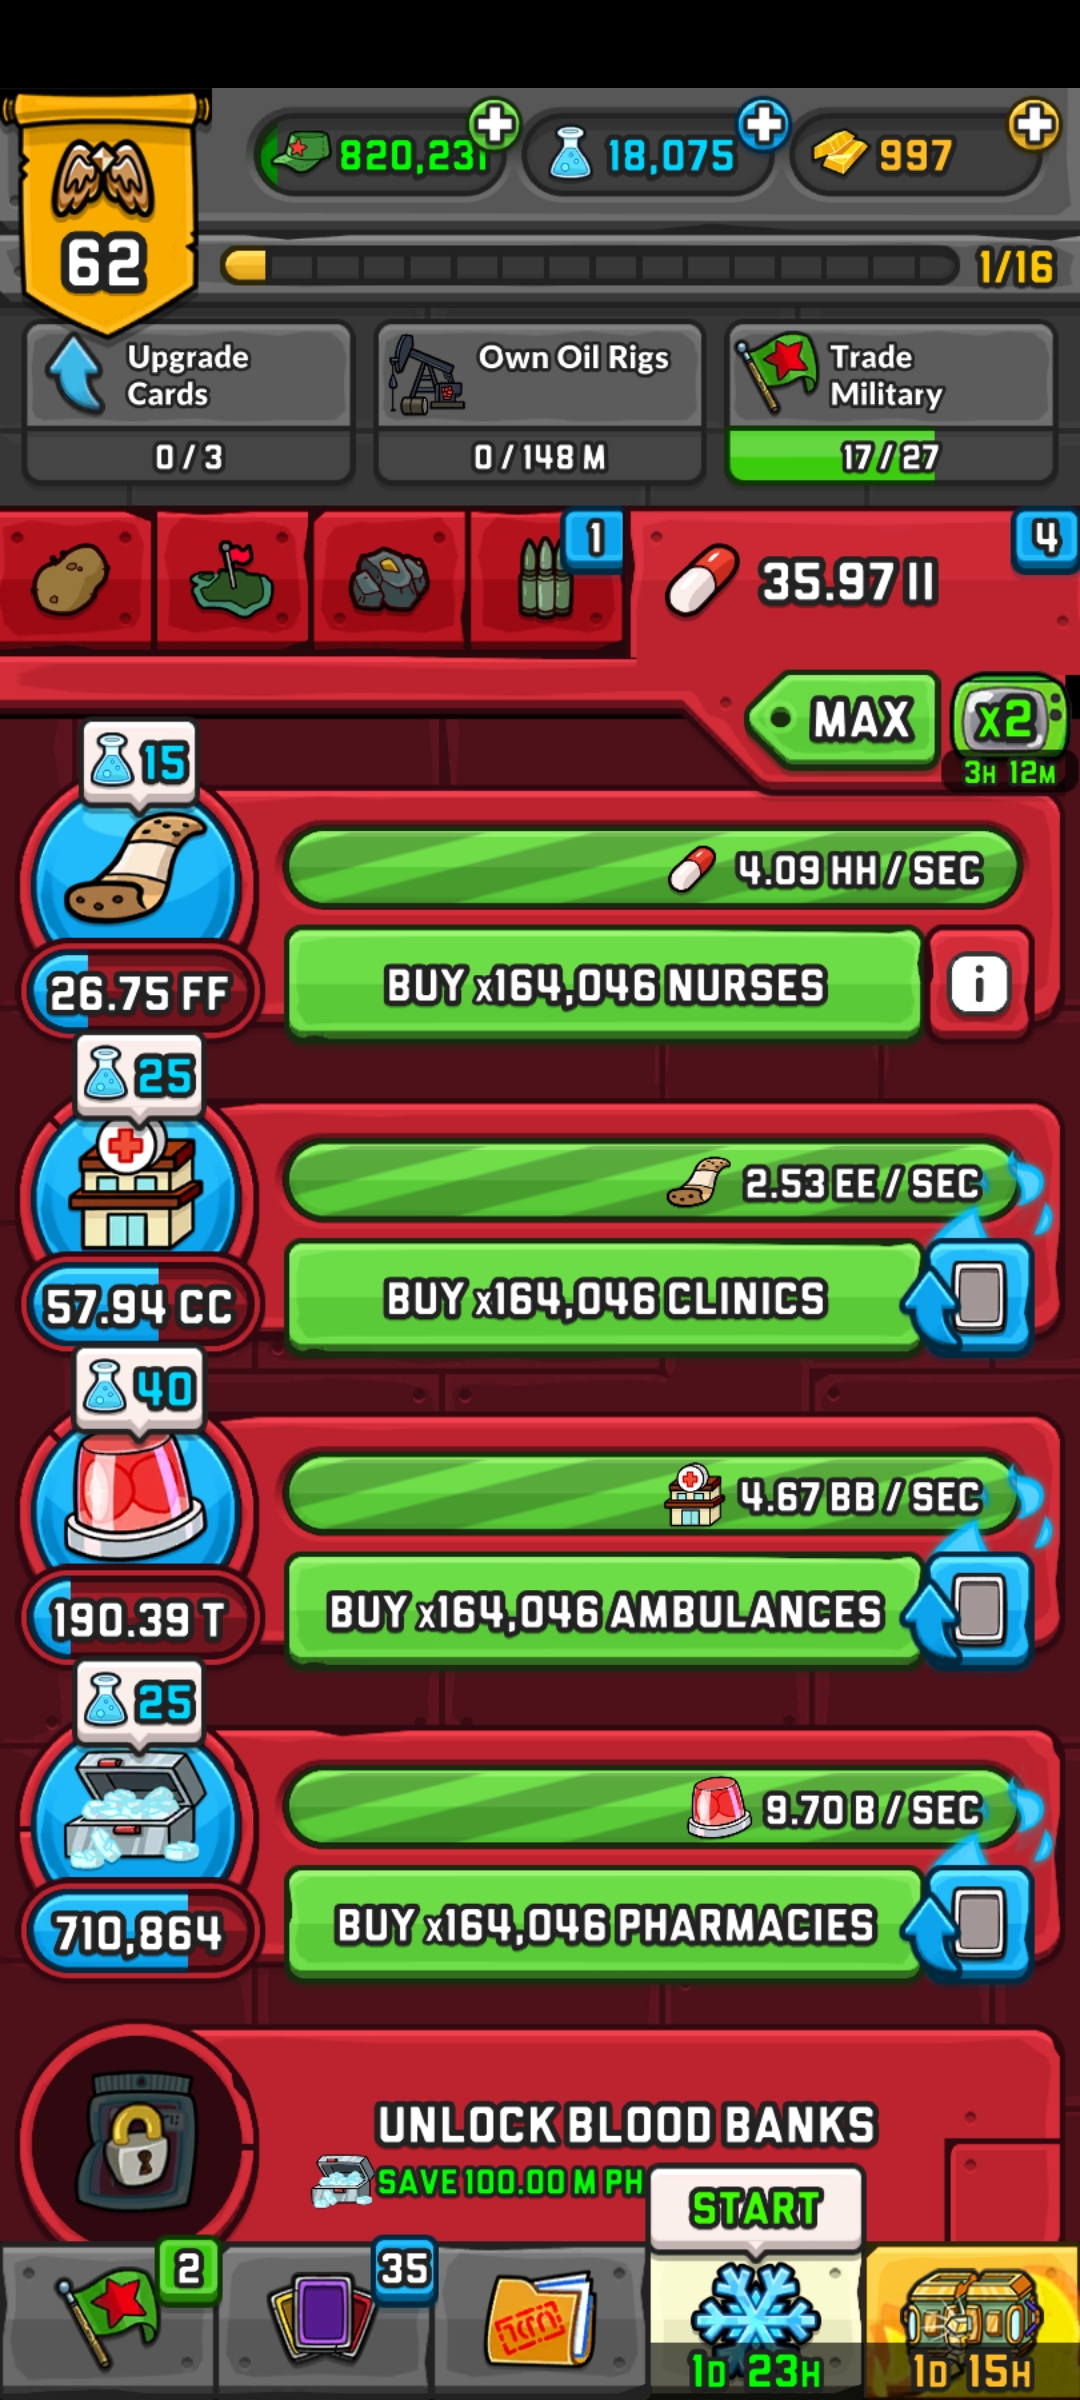 62
820,231
18,075
997
1/16
Upgrade
Cards
0 / 3
Own Oil Rigs
0 / 148 M
Trade
Military
17 / 27
1
35.97 II
4
MAX
x2
3H 12M
15
4.09 HH / SEC
26.75 FF
BUY x164,046 NURSES
i
25
2.53 EE / SEC
57.94 CC
BUY x164,046 CLINICS
40
4.67 BB / SEC
190.39 T
BUY x164,046 AMBULANCES
25
9.70 B / SEC
710,864
BUY x164,046 PHARMACIES
UNLOCK BLOOD BANKS
SAVE 100.00 M PH
START
2
35
1D 23H
1D 15H